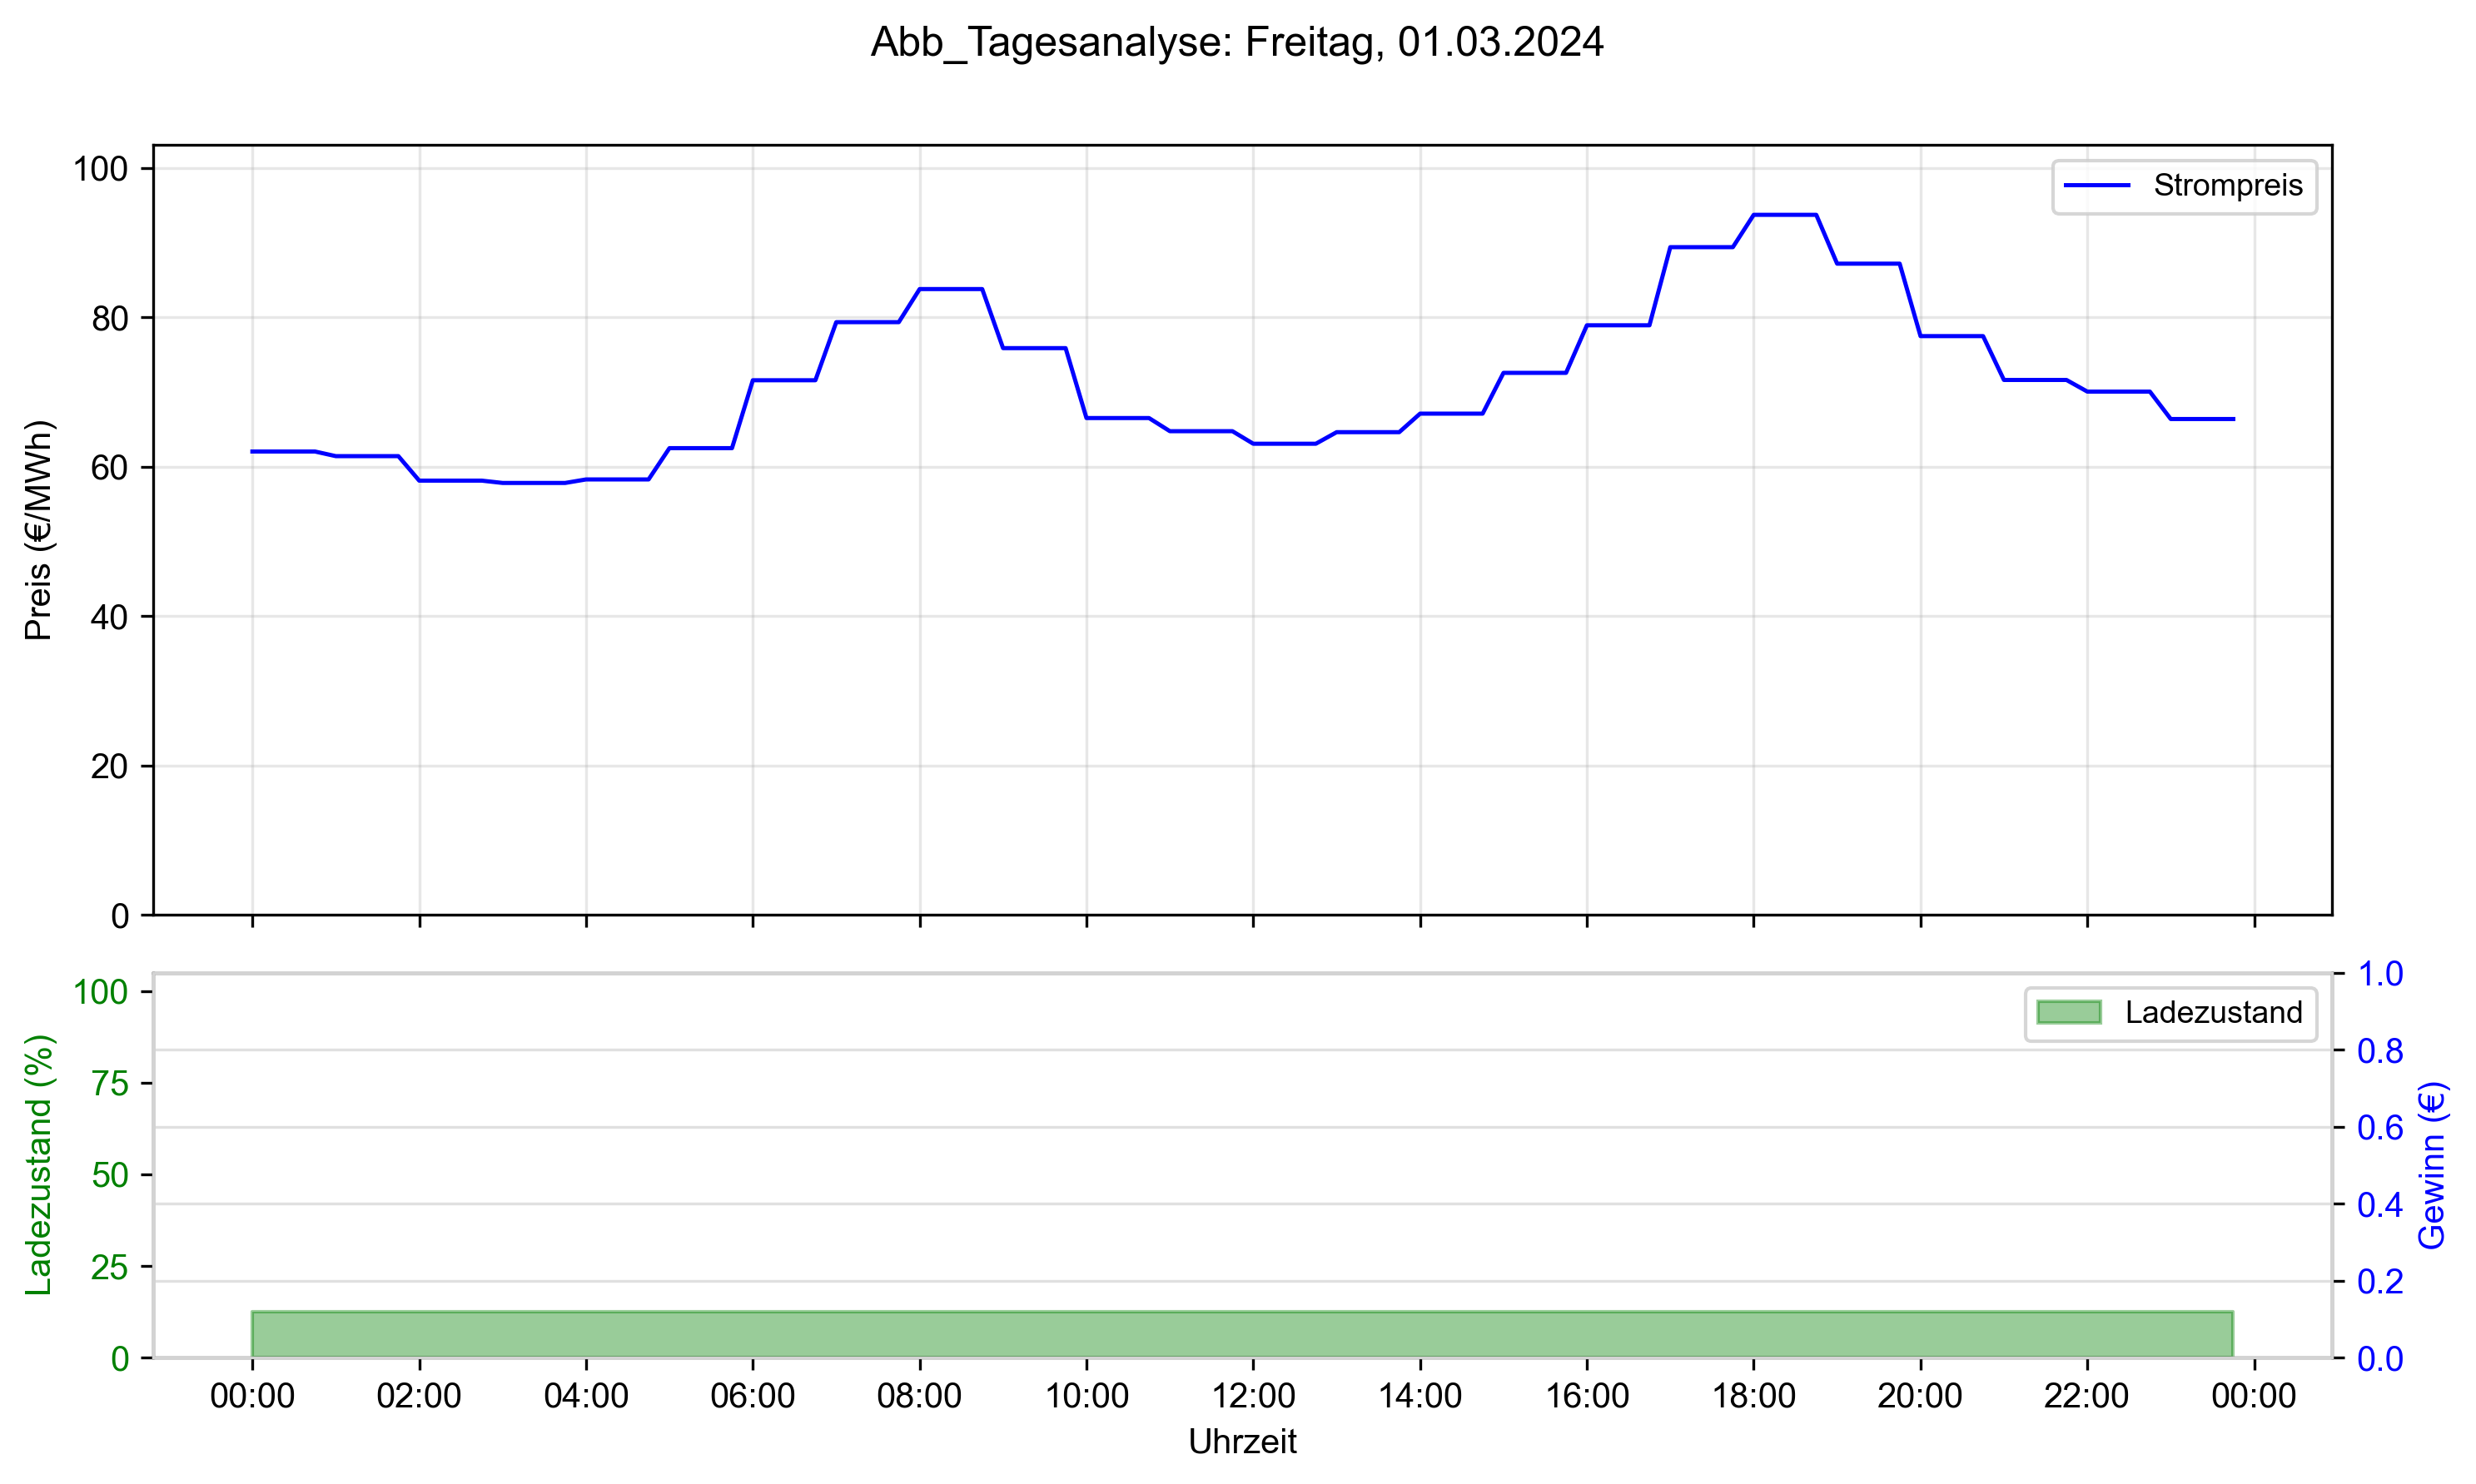 Abb_Tagesanalyse: Freitag, 01.03.2024
Preis (€/MWh)
100
80
60
40
20
0
Strompreis
Ladezustand (%)
100
75
50
25
0
Ladezustand
1.0
0.8
0.6
0.4
0.2
0.0
Gewinn (€)
00:00 02:00 04:00 06:00 08:00 10:00 12:00 14:00 16:00 18:00 20:00 22:00 00:00
Uhrzeit